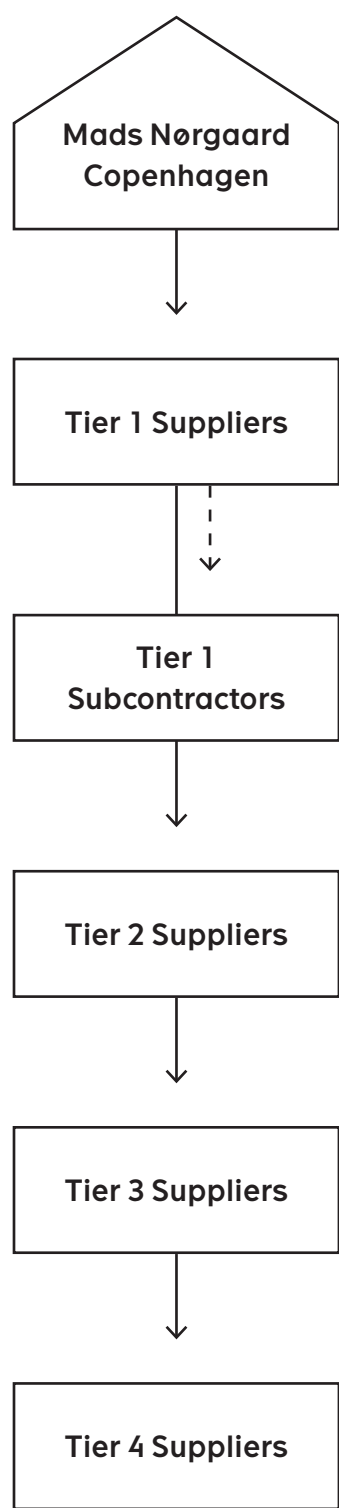 Mads Nørgaard
Copenhagen
Tier 1 Suppliers
Tier 1
Subcontractors
Tier 2 Suppliers
Tier 3 Suppliers
Tier 4 Suppliers